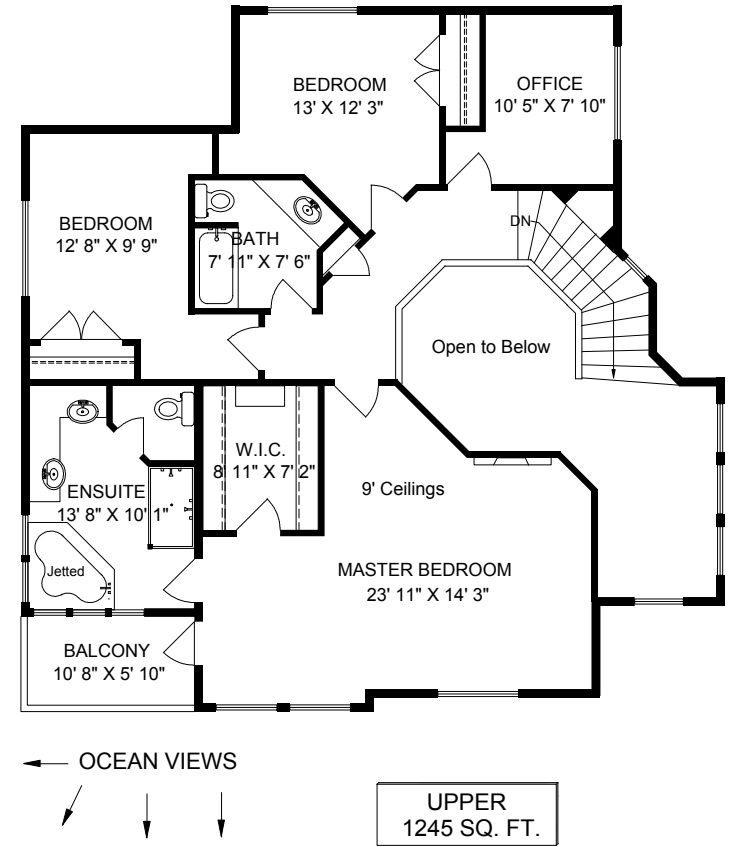 BEDROOM
13' X 12' 3"
OFFICE
10' 5" X 7' 10"
BEDROOM
12' 8" X 9' 9"
BATH
7' 11" X 7' 6"
DN
Open to Below
W.I.C.
8' 11" X 7' 2"
9' Ceilings
ENSUITE
13' 8" X 10' 1"
Jetted
MASTER BEDROOM
23' 11" X 14' 3"
BALCONY
10' 8" X 5' 10"
OCEAN VIEWS
UPPER
1245 SQ. FT.